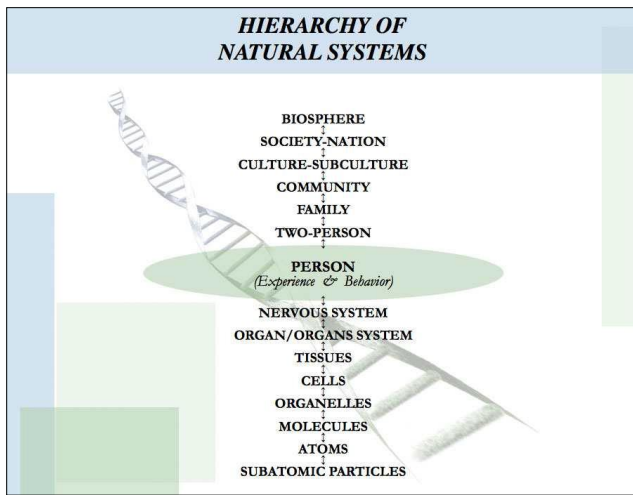 HIERARCHY OF
NATURAL SYSTEMS
BIOSPHERE
SOCIETY-NATION
CULTURE-SUBCULTURE
COMMUNITY
FAMILY
TWO-PERSON
PERSON
(Experience & Behavior)
NERVOUS SYSTEM
ORGAN/ORGANS SYSTEM
TISSUES
CELLS
ORGANELLES
MOLECULES
ATOMS
SUBATOMIC PARTICLES